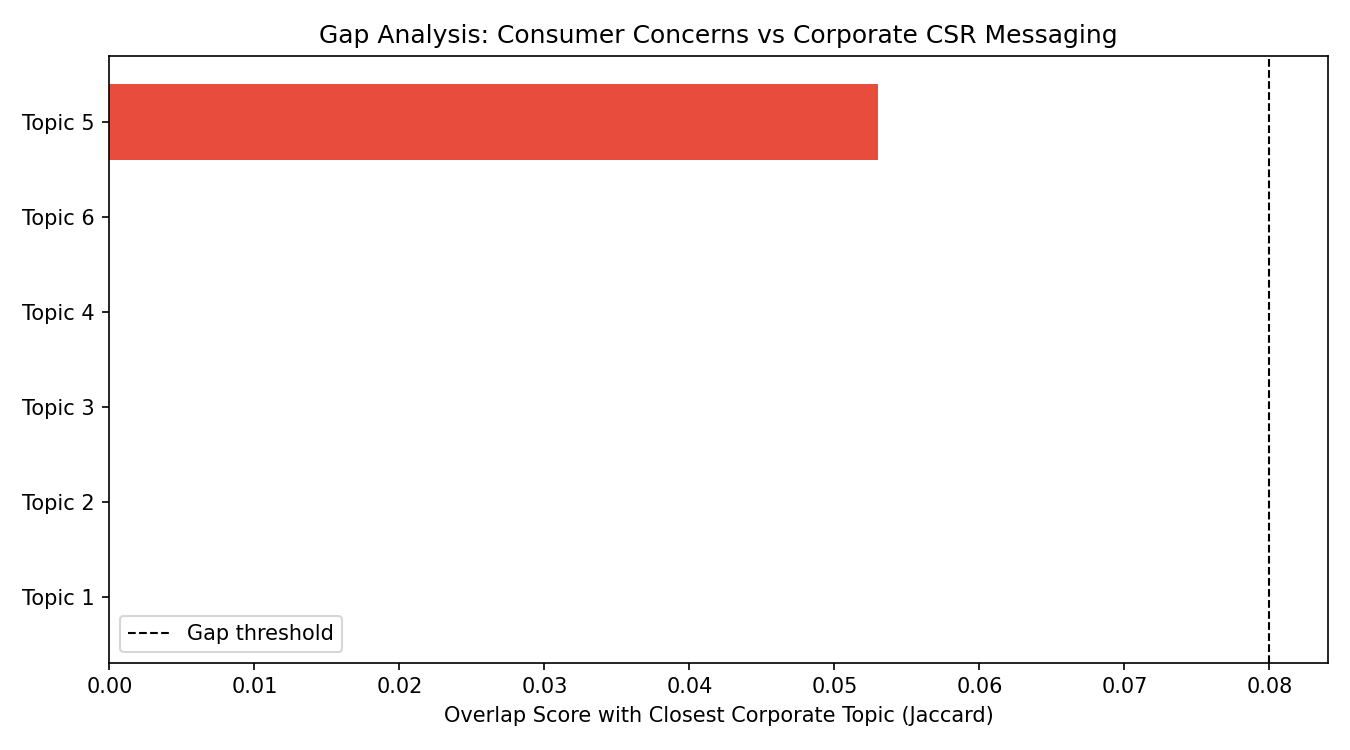 Gap Analysis: Consumer Concerns vs Corporate CSR Messaging
Topic 5
Topic 6
Topic 4
Topic 3
Topic 2
Topic 1
Gap threshold
0.00 0.01 0.02 0.03 0.04 0.05 0.06 0.07 0.08
Overlap Score with Closest Corporate Topic (Jaccard)